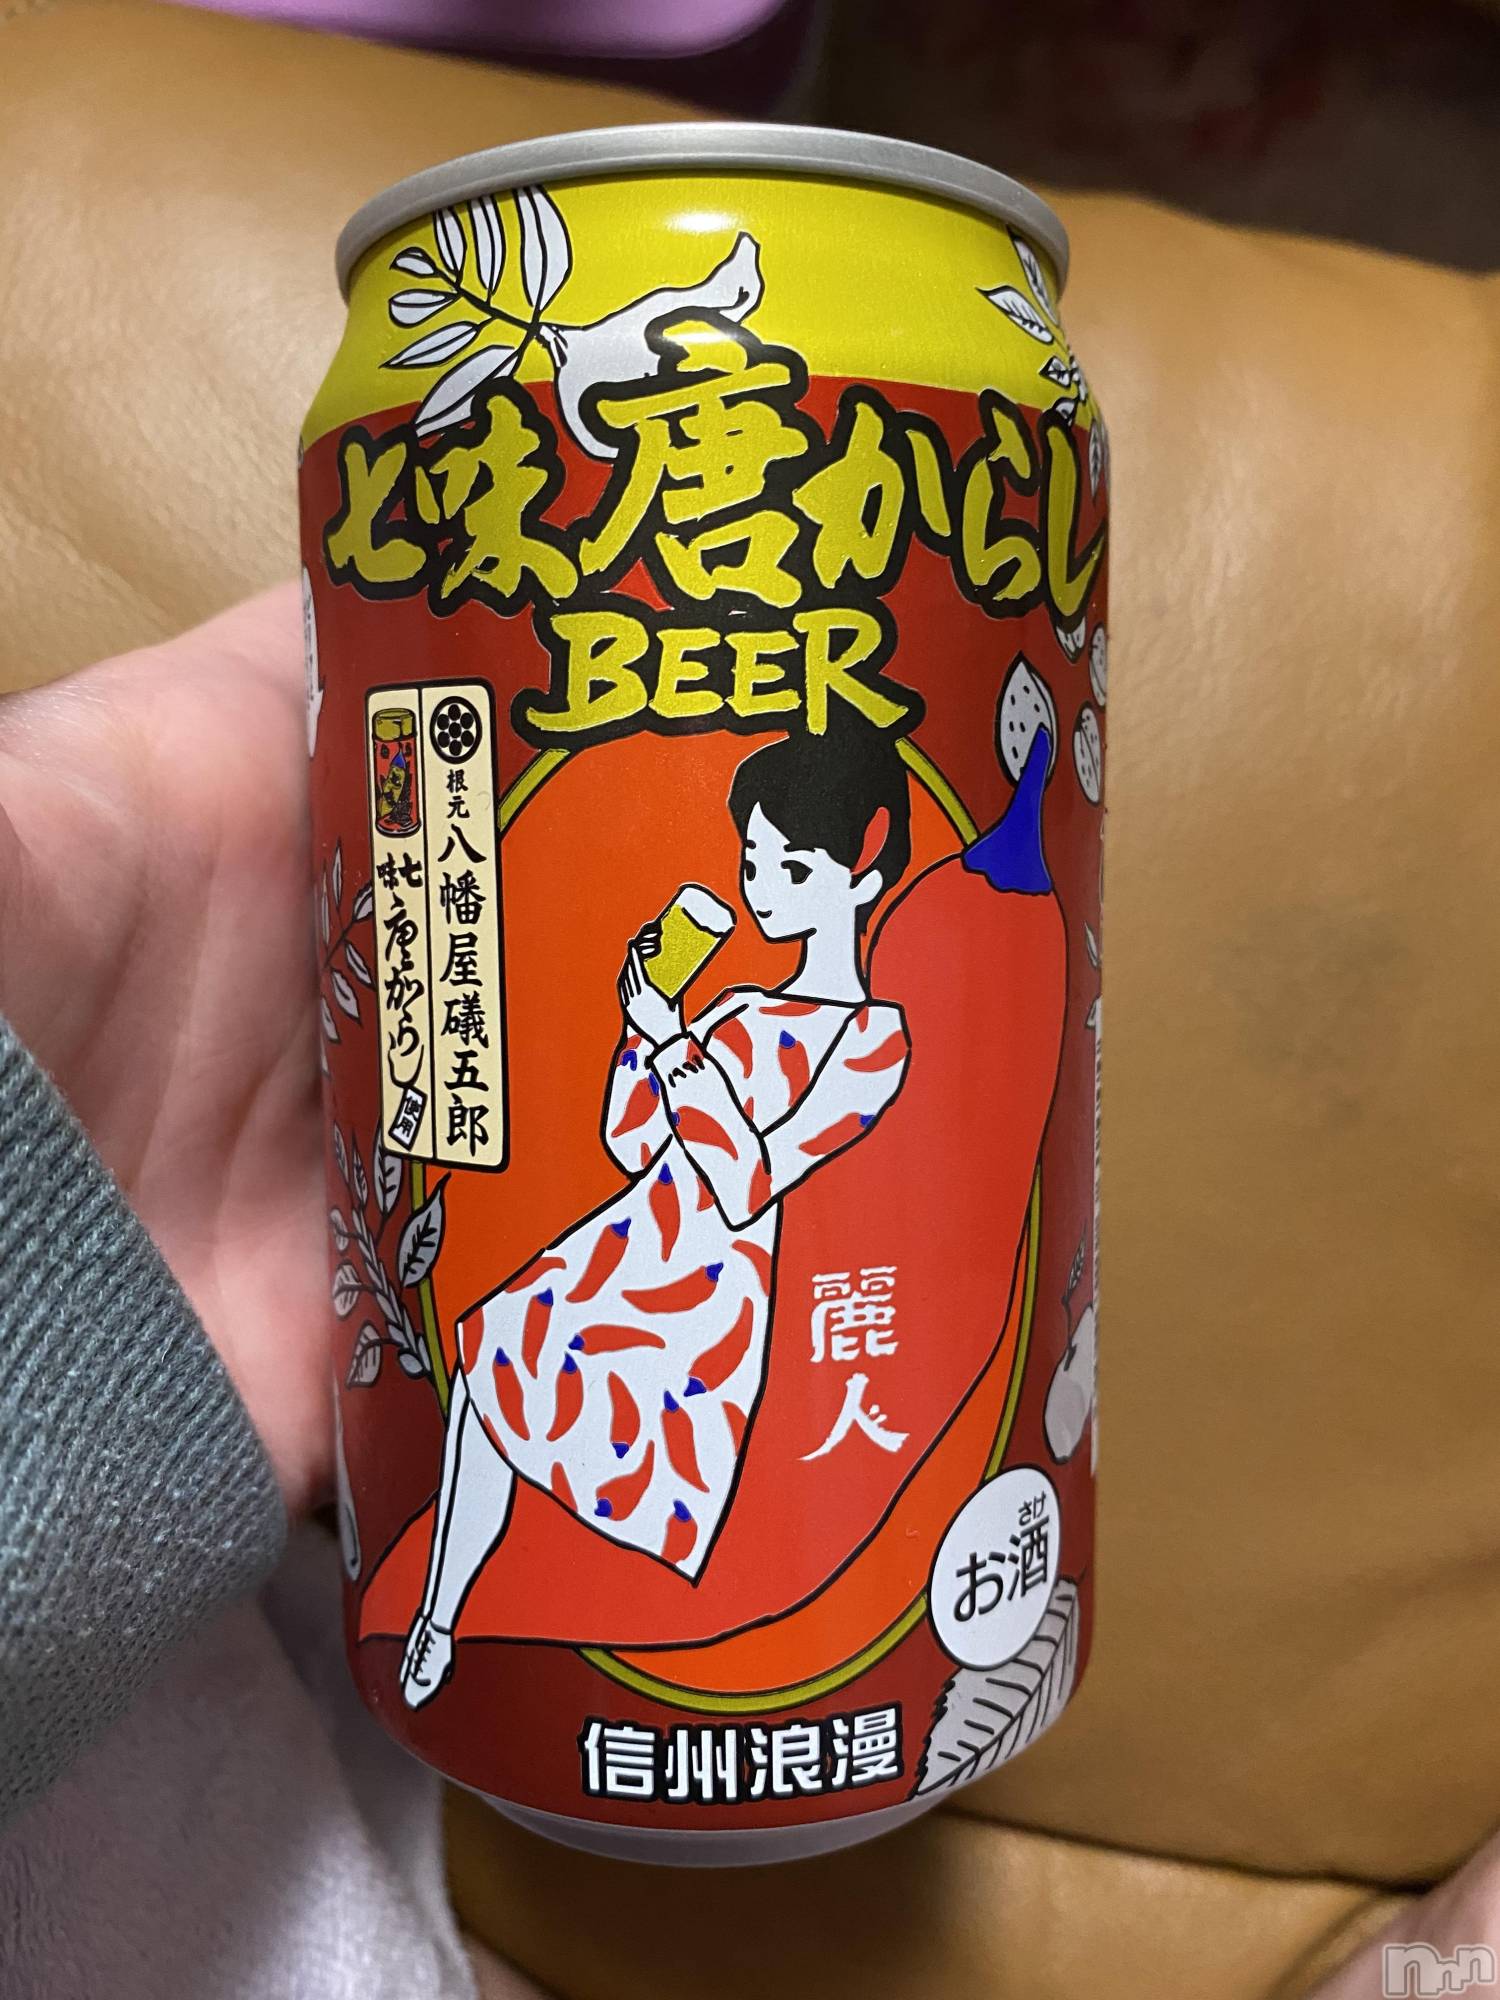 七味唐からし
BEER
根元 八幡屋礒五郎
七味唐がらし
使用
麗人
さけ
お酒
信州浪漫